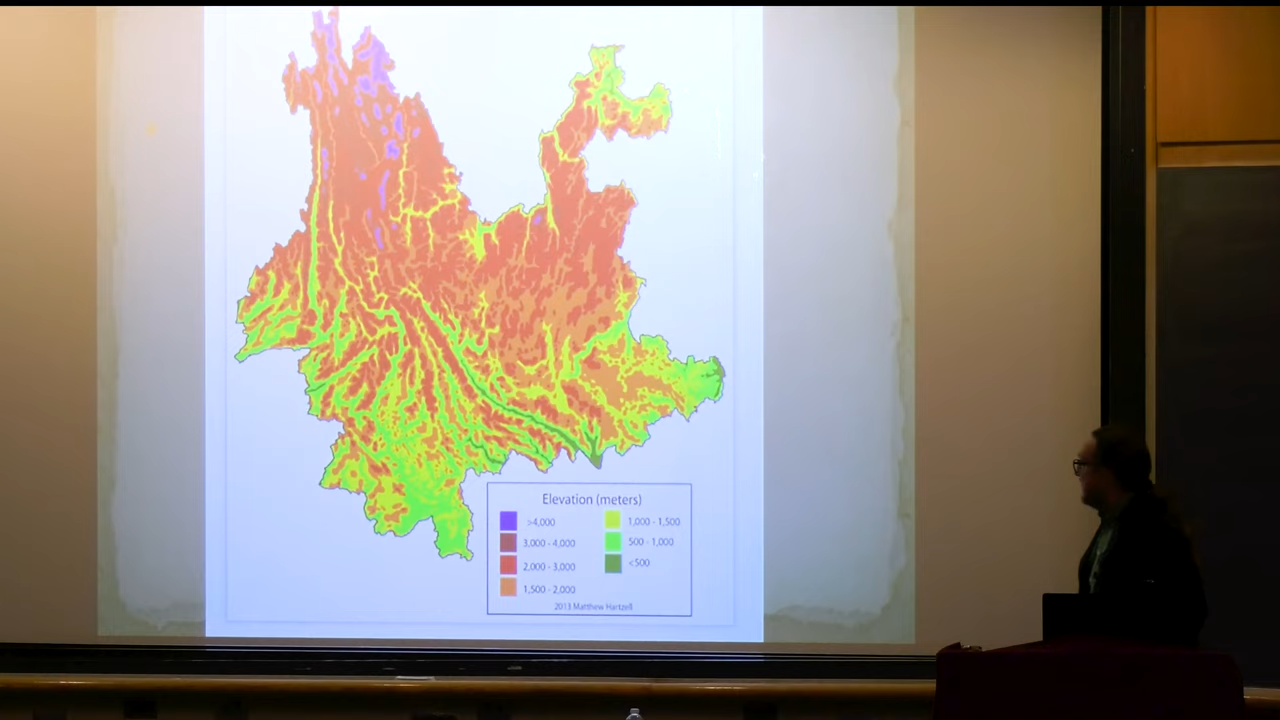 Elevation (meters)
>4,000
3,000 - 4,000
2,000 - 3,000
1,500 - 2,000
1,000 - 1,500
500 - 1,000
<500
2013 Matthew Hartzell